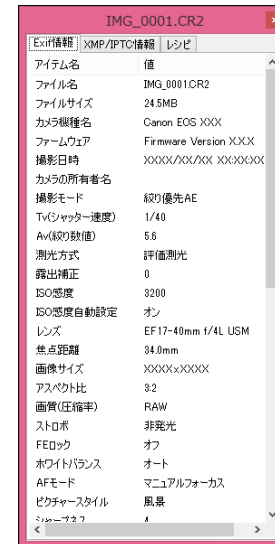 IMG_0001.CR2
Exif情報 XMP/IPTC情報 レシピ
アイテム名 値
ファイル名 IMG_0001.CR2
ファイルサイズ 24.5MB
カメラ機種名 Canon EOS XXX
ファームウェア Firmware Version X.X.X
撮影日時 XXXX/XX/XX XX:XX:XX
カメラの所有者名
撮影モード 絞り優先AE
Tv(シャッター速度) 1/40
Av(絞り数値) 5.6
測光方式 評価測光
露出補正 0
ISO感度 3200
ISO感度自動設定 オン
レンズ EF17-40mm f/4L USM
焦点距離 34.0mm
画像サイズ XXXXxXXXX
アスペクト比 3:2
画質(圧縮率) RAW
ストロボ 非発光
FEロック オフ
ホワイトバランス オート
AFモード マニュアルフォーカス
ピクチャースタイル 風景
シャープネス 4